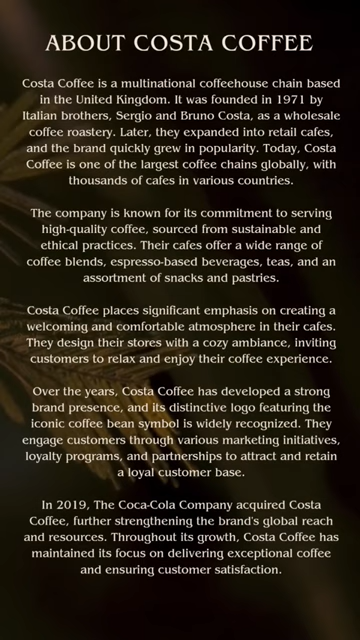 ABOUT COSTA COFFEE
Costa Coffee is a multinational coffeehouse chain based
in the United Kingdom. It was founded in 1971 by
Italian brothers, Sergio and Bruno Costa, as a wholesale
coffee roastery. Later, they expanded into retail cafes,
and the brand quickly grew in popularity. Today, Costa
Coffee is one of the largest coffee chains globally, with
thousands of cafes in various countries.
The company is known for its commitment to serving
high-quality coffee, sourced from sustainable and
ethical practices. Their cafes offer a wide range of
coffee blends, espresso-based beverages, teas, and an
assortment of snacks and pastries.
Costa Coffee places significant emphasis on creating a
welcoming and comfortable atmosphere in their cafes.
They design their stores with a cozy ambiance, inviting
customers to relax and enjoy their coffee experience.
Over the years, Costa Coffee has developed a strong
brand presence, and its distinctive logo featuring the
iconic coffee bean symbol is widely recognized. They
engage customers through various marketing initiatives,
loyalty programs, and partnerships to attract and retain
a loyal customer base.
In 2019, The Coca-Cola Company acquired Costa
Coffee, further strengthening the brand's global reach
and resources. Throughout its growth, Costa Coffee has
maintained its focus on delivering exceptional coffee
and ensuring customer satisfaction.